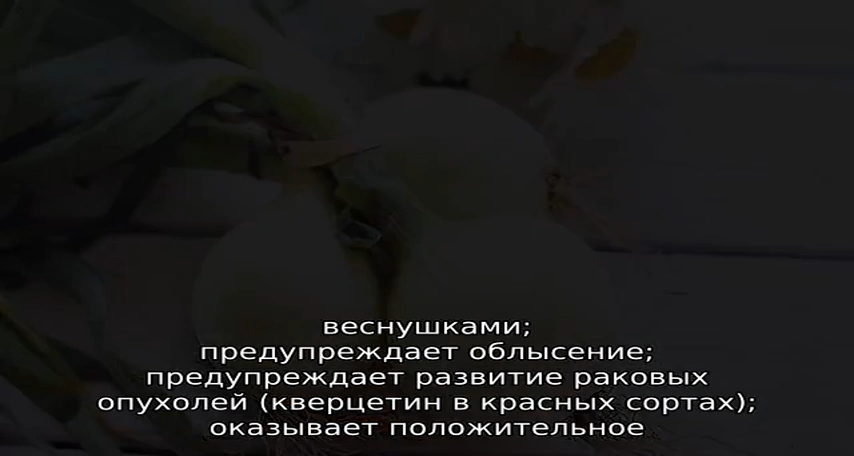 веснушками;
предупреждает облысение;
предупреждает развитие раковых
опухолей (кверцетин в красных сортах);
оказывает положительное